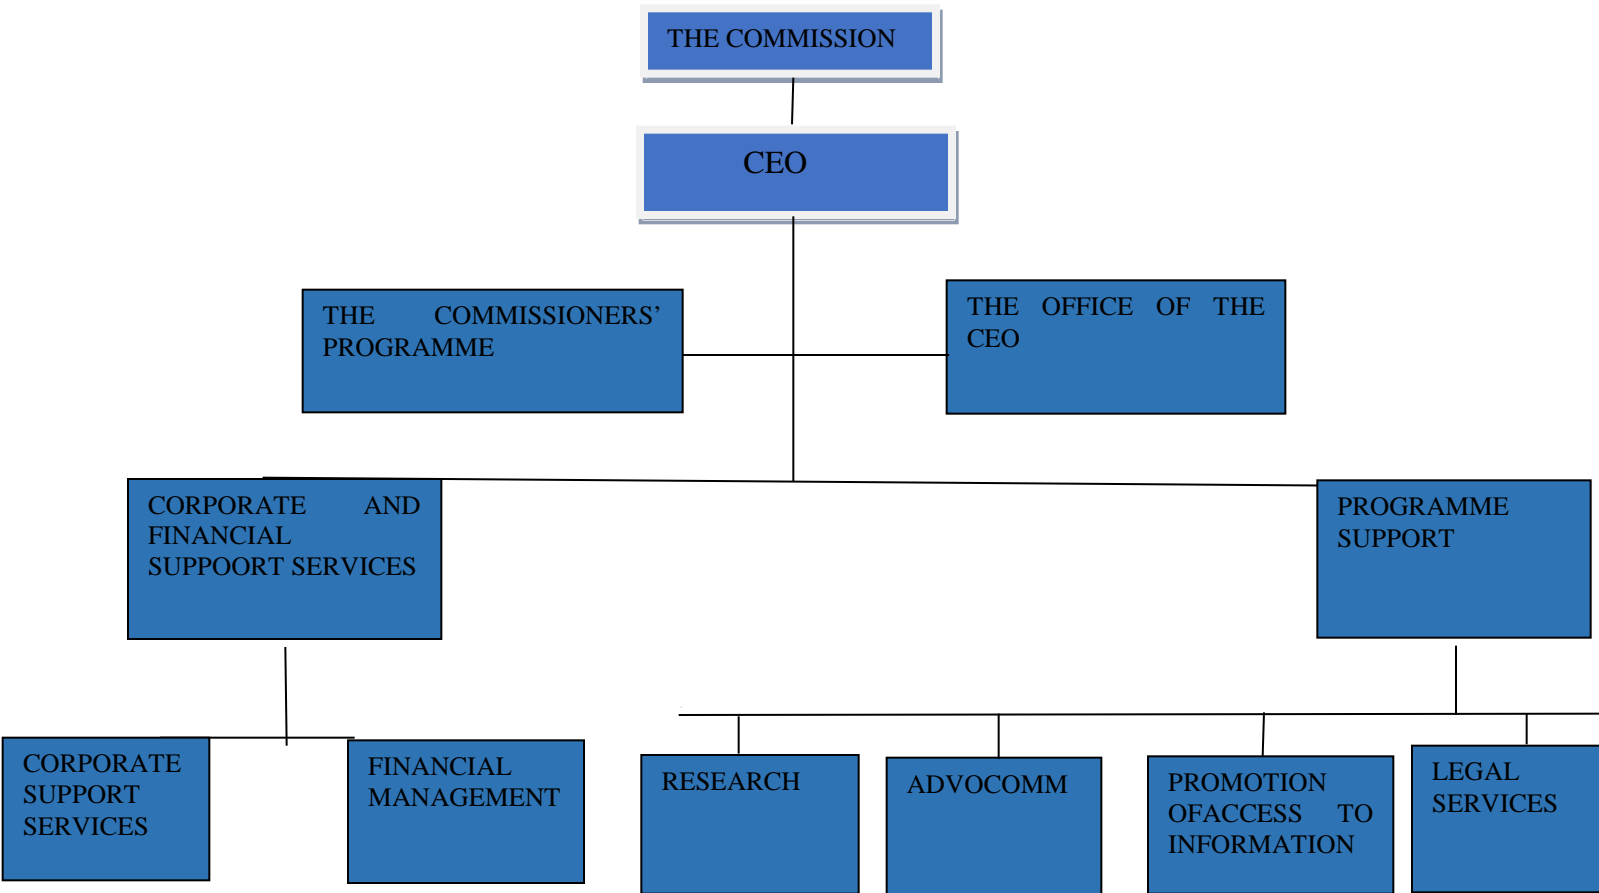 THE COMMISSION
CEO
THE COMMISSIONERS’
PROGRAMME
THE OFFICE OF THE
CEO
CORPORATE AND
FINANCIAL
SUPPOORT SERVICES
PROGRAMME
SUPPORT
CORPORATE
SUPPORT
SERVICES
FINANCIAL
MANAGEMENT
RESEARCH
ADVOCOMM
PROMOTION
OFACCESS TO
INFORMATION
LEGAL
SERVICES